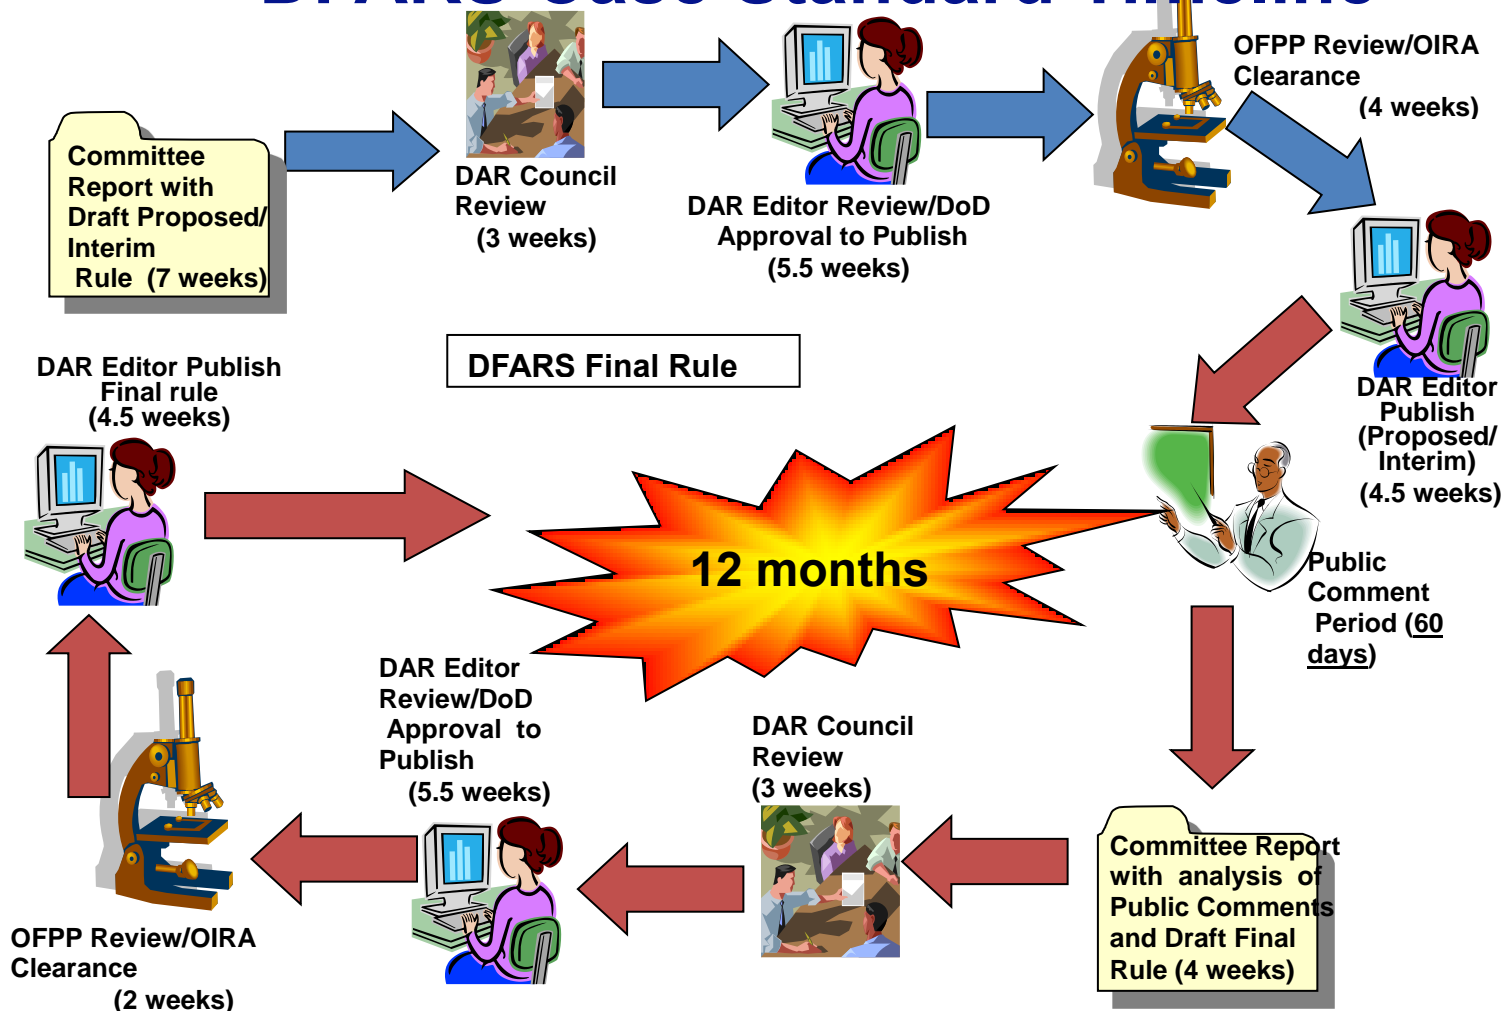 DFARS Case Standard Timeline
Committee
Report with
Draft Proposed/
Interim
Rule (7 weeks)
DAR Council
Review
(3 weeks)
DAR Editor Review/DoD
Approval to Publish
(5.5 weeks)
OFPP Review/OIRA
Clearance
(4 weeks)
DAR Editor
Publish
(Proposed/
Interim)
(4.5 weeks)
Public
Comment
Period (60
days)
Committee Report
with analysis of
Public Comments
and Draft Final
Rule (4 weeks)
DAR Council
Review
(3 weeks)
DAR Editor
Review/DoD
Approval to
Publish
(5.5 weeks)
OFPP Review/OIRA
Clearance
(2 weeks)
DAR Editor Publish
Final rule
(4.5 weeks)
DFARS Final Rule
12 months